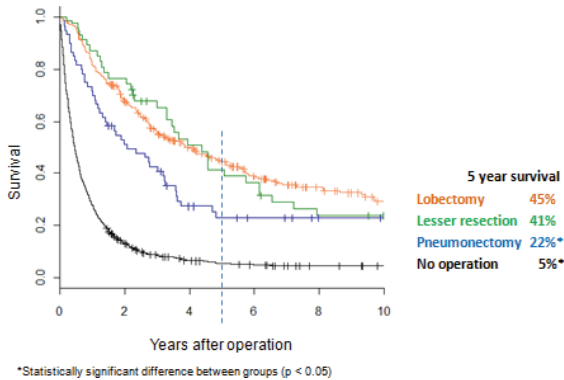 1.0
0.8
0.6
0.4
0.2
0.0
Survival
0 2 4 6 8 10
Years after operation
5 year survival
Lobectomy 45%
Lesser resection 41%
Pneumonectomy 22%*
No operation 5%*
*Statistically significant difference between groups (p < 0.05)